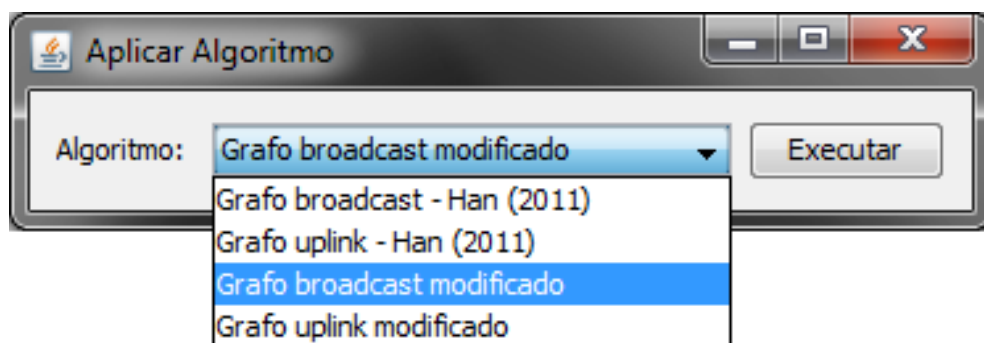 Aplicar Algoritmo
Algoritmo: Grafo broadcast modificado Executar
Grafo broadcast - Han (2011)
Grafo uplink - Han (2011)
Grafo broadcast modificado
Grafo uplink modificado